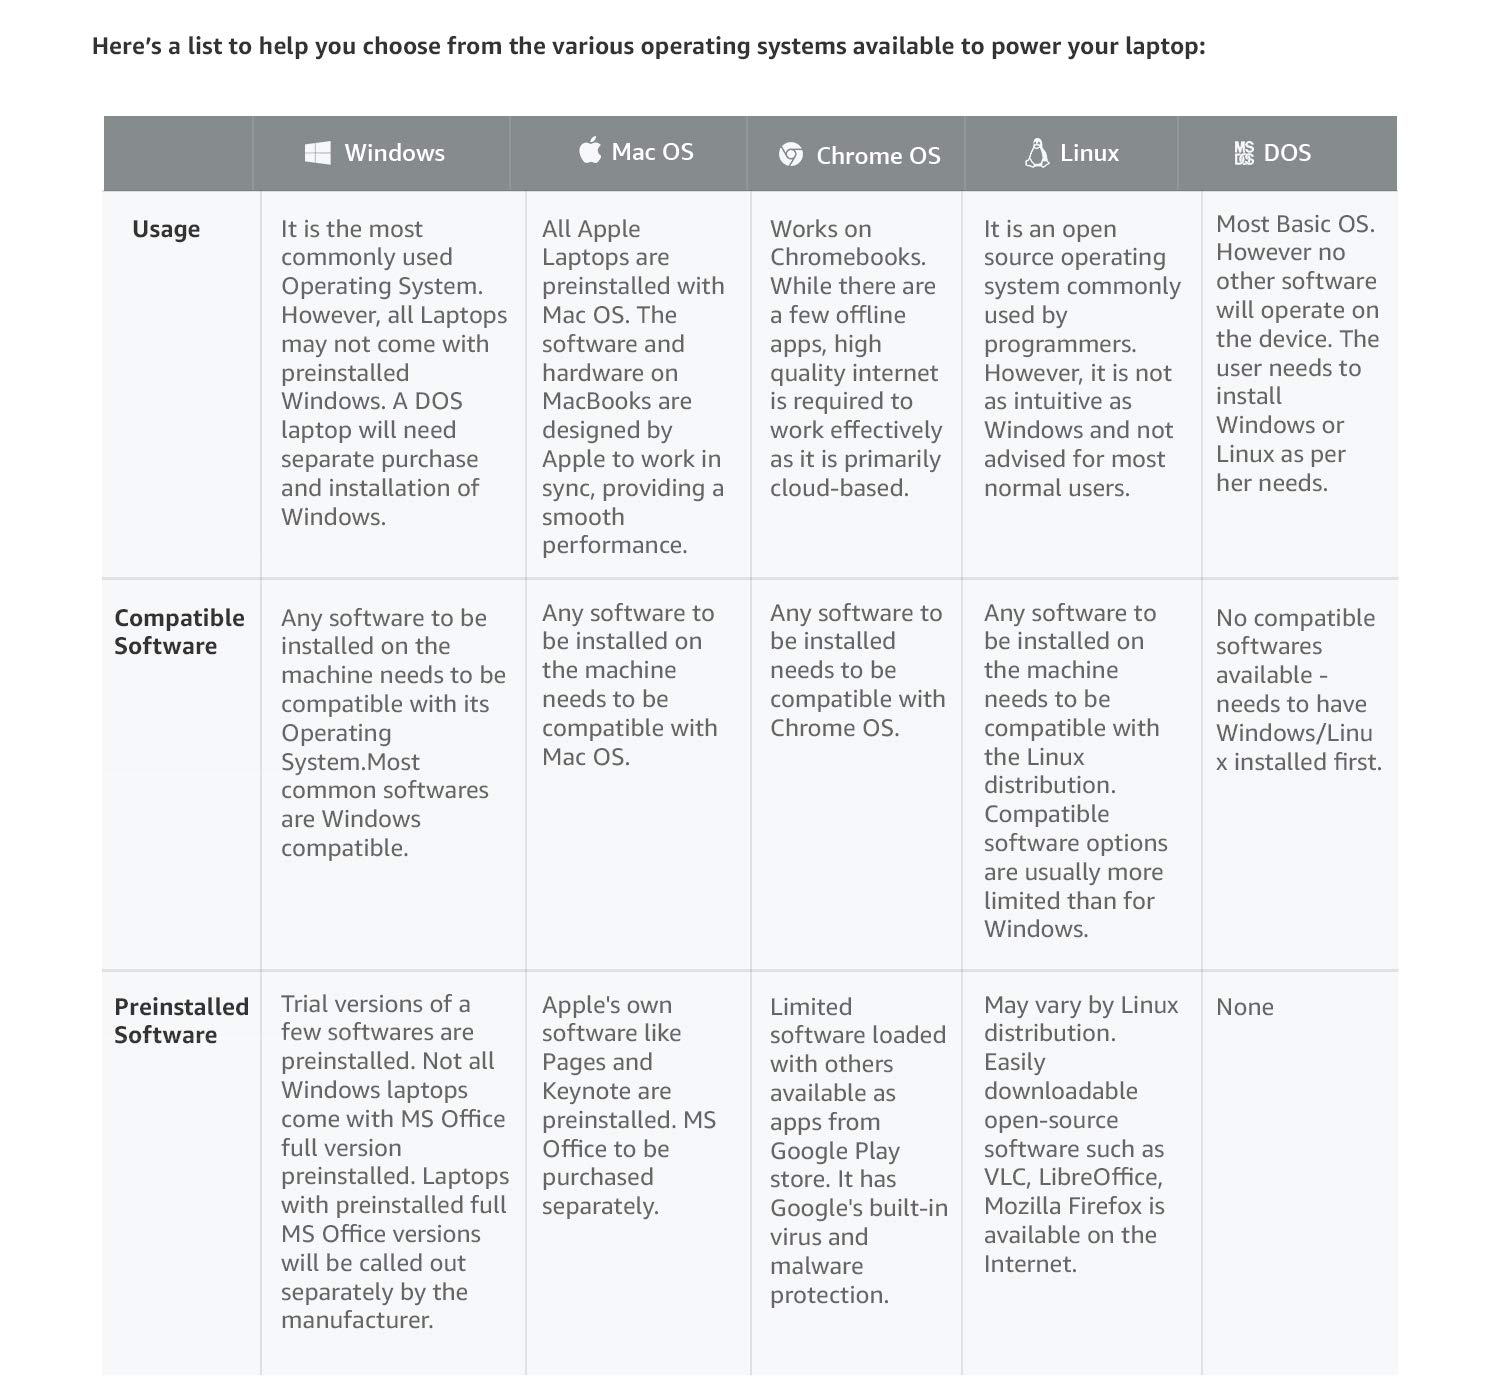 Here's a list to help you choose from the various operating systems available to power your laptop:
Windows
Mac OS
Chrome OS
Linux
MS
DOS
DOS
Usage
It is the most
commonly used
Operating System.
However, all Laptops
may not come with
preinstalled
Windows. A DOS
laptop will need
separate purchase
and installation of
Windows.
All Apple
Laptops are
preinstalled with
Mac OS. The
software and
hardware on
MacBooks are
designed by
Apple to work in
sync, providing a
smooth
performance.
Works on
Chromebooks.
While there are
a few offline
apps, high
quality internet
is required to
work effectively
as it is primarily
cloud-based.
It is an open
source operating
system commonly
used by
programmers.
However, it is not
as intuitive as
Windows and not
advised for most
normal users.
Most Basic OS.
However no
other software
will operate on
the device. The
user needs to
install
Windows or
Linux as per
her needs.
Compatible
Software
Any software to be
installed on the
machine needs to be
compatible with its
Operating
System.Most
common softwares
are Windows
compatible.
Any software to
be installed on
the machine
needs to be
compatible with
Mac OS.
Any software to
be installed
needs to be
compatible with
Chrome OS.
Any software to
be installed on
the machine
needs to be
compatible with
the Linux
distribution.
Compatible
software options
are usually more
limited than for
Windows.
No compatible
softwares
available -
needs to have
Windows/Linu
x installed first.
Preinstalled
Software
Trial versions of a
few softwares are
preinstalled. Not all
Windows laptops
come with MS Office
full version
preinstalled. Laptops
with preinstalled full
MS Office versions
will be called out
separately by the
manufacturer.
Apple's own
software like
Pages and
Keynote are
preinstalled. MS
Office to be
purchased
separately.
Limited
software loaded
with others
available as
apps from
Google Play
store. It has
Google's built-in
virus and
malware
protection.
May vary by Linux
distribution.
Easily
downloadable
open-source
software such as
VLC, LibreOffice,
Mozilla Firefox is
available on the
Internet.
None